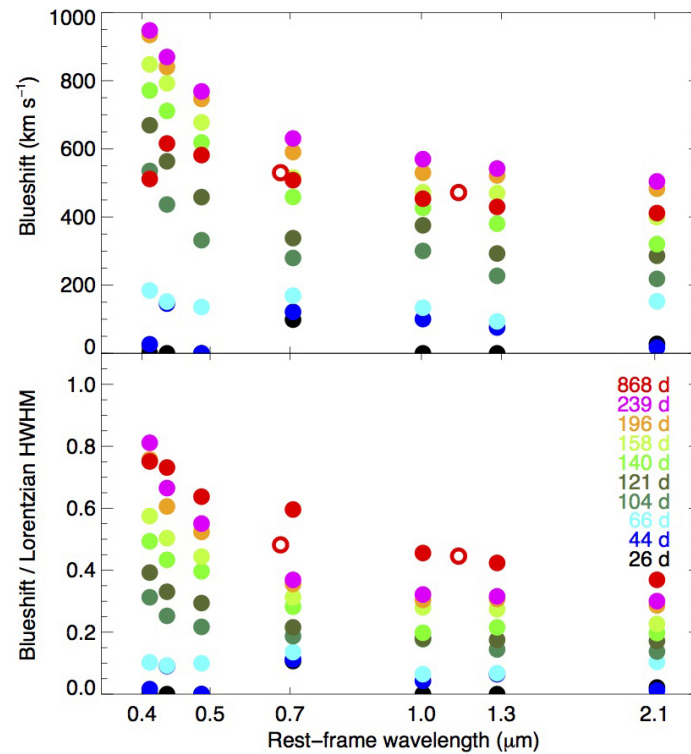 1000
800
600
400
200
0
Blueshift (km s⁻¹)
1.0
0.8
0.6
0.4
0.2
0.0
Blueshift / Lorentzian HWHM
868 d
239 d
196 d
158 d
140 d
121 d
104 d
66 d
44 d
26 d
0.4 0.5 0.7 1.0 1.3 2.1
Rest-frame wavelength (μm)